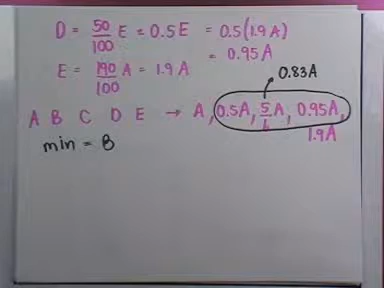 D = 50/100 E = 0.5E = 0.5(1.9A)
= 0.95A
E = 190/100 A = 1.9A
0.83A
A B C D E → A, 0.5A, 5/6 A, 0.95A,
1.9A
min = B